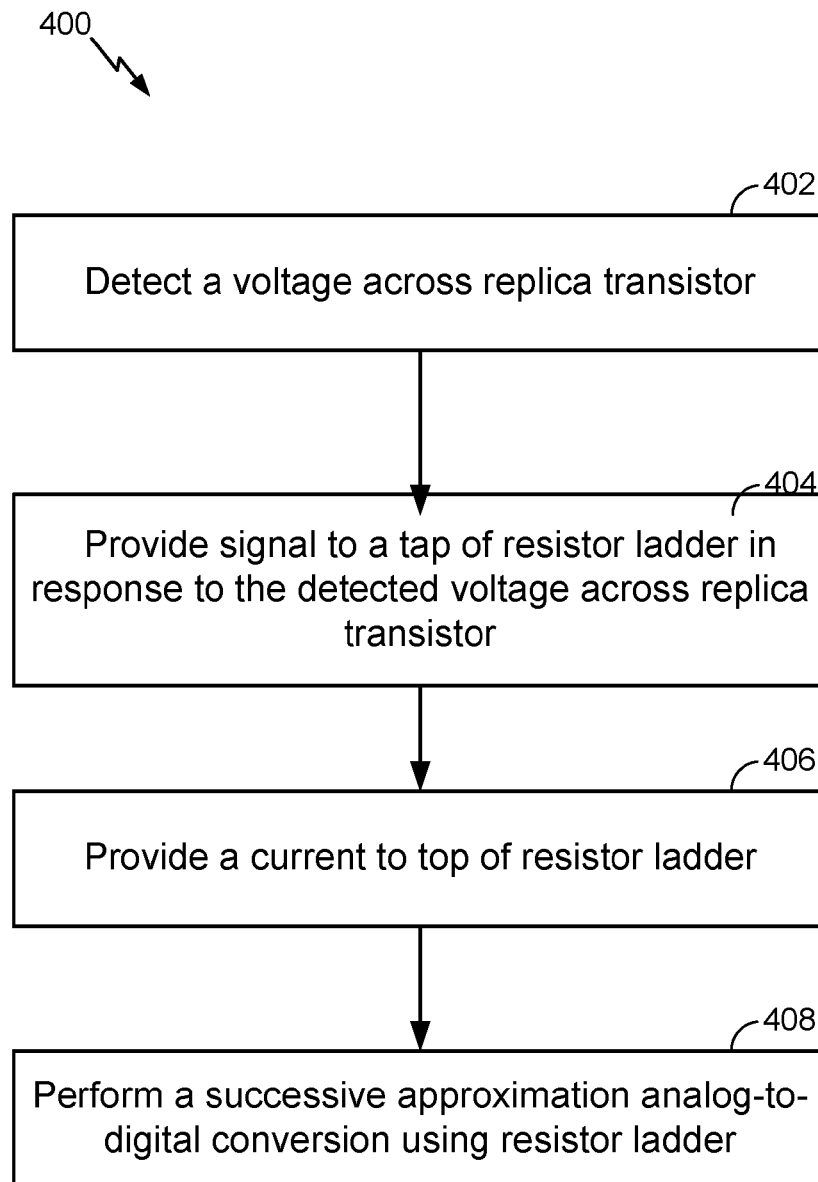 400
402
Detect a voltage across replica transistor
404
Provide signal to a tap of resistor ladder in
response to the detected voltage across replica
transistor
406
Provide a current to top of resistor ladder
408
Perform a successive approximation analog-to-
digital conversion using resistor ladder